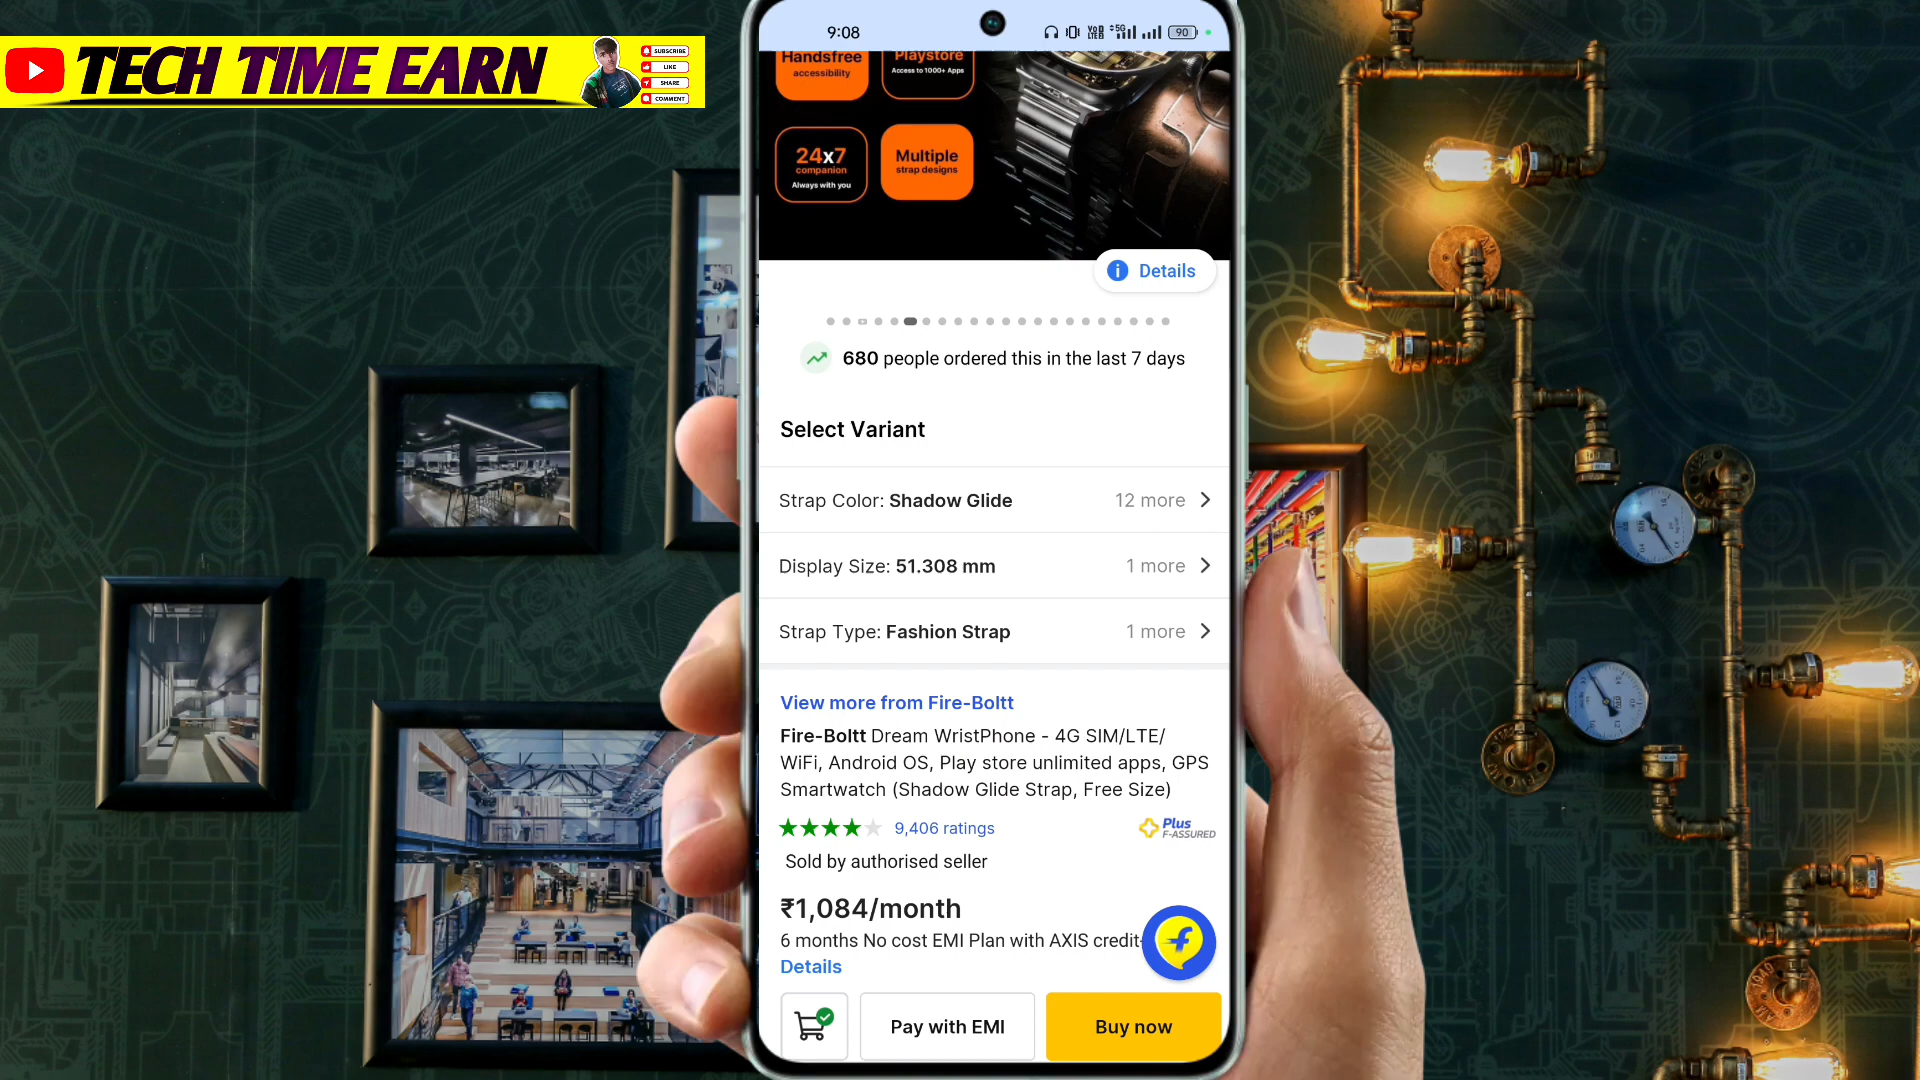 TECH TIME EARN
SUBSCRIBE
LIKE
SHARE
COMMENT
9:08
VoD
LTE
5G
90
Handsfree
accessibility
Playstore
Access to 1000+ Apps
24x7
companion
Always with you
Multiple
strap designs
Details
680 people ordered this in the last 7 days
Select Variant
Strap Color: Shadow Glide
12 more
Display Size: 51.308 mm
1 more
Strap Type: Fashion Strap
1 more
View more from Fire-Boltt
Fire-Boltt Dream WristPhone - 4G SIM/LTE/
WiFi, Android OS, Play store unlimited apps, GPS
Smartwatch (Shadow Glide Strap, Free Size)
9,406 ratings
Plus
F-ASSURED
Sold by authorised seller
₹1,084/month
6 months No cost EMI Plan with AXIS credit-
Details
Pay with EMI
Buy now